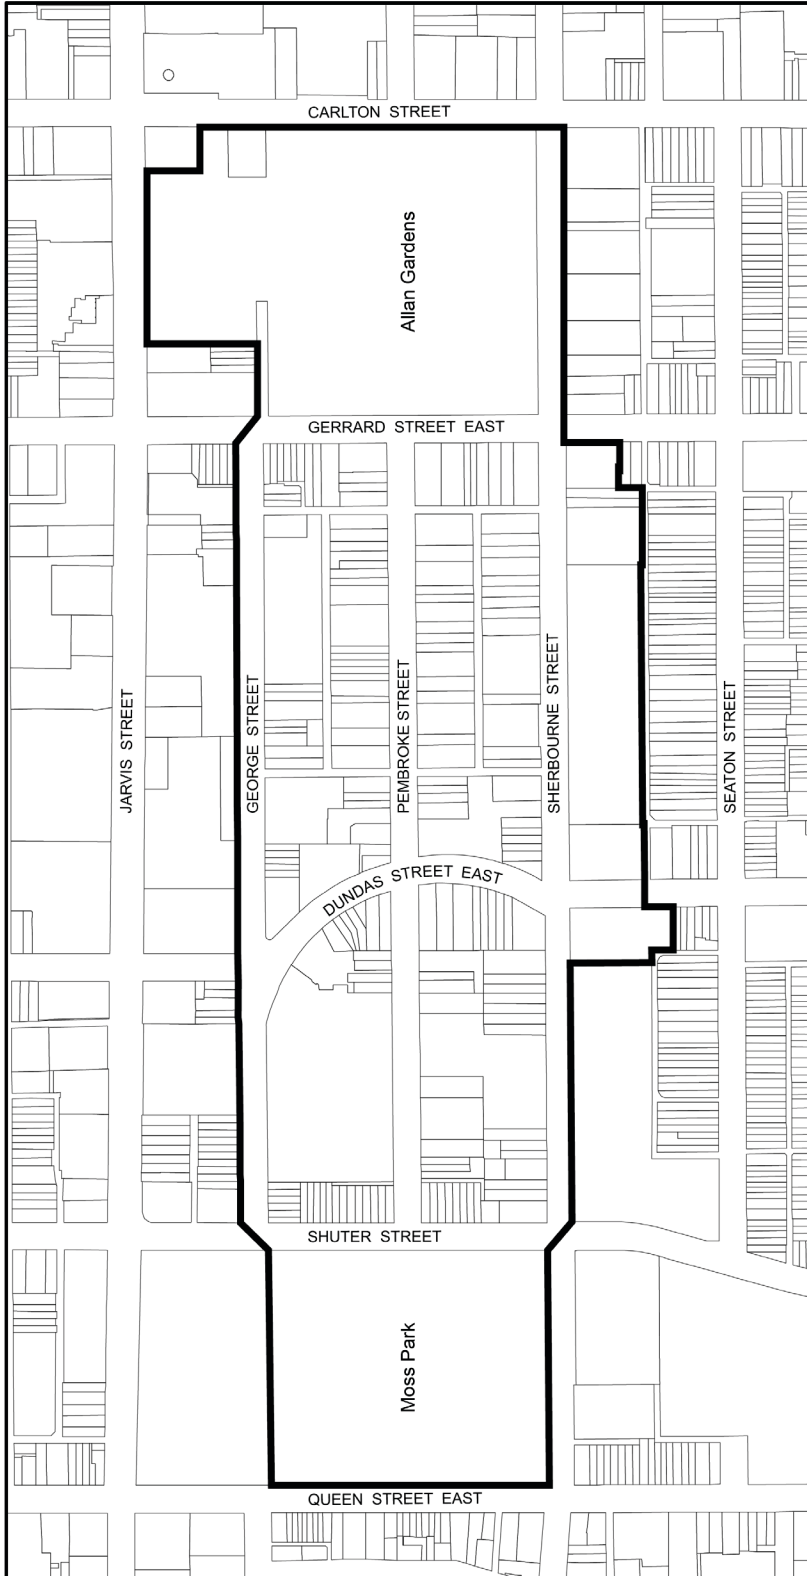 CARLTON STREET
Allan Gardens
GERRARD STREET EAST
JARVIS STREET
GEORGE STREET
PEMBROKE STREET
SHERBOURNE STREET
SEATON STREET
DUNDAS STREET EAST
SHUTER STREET
Moss Park
QUEEN STREET EAST